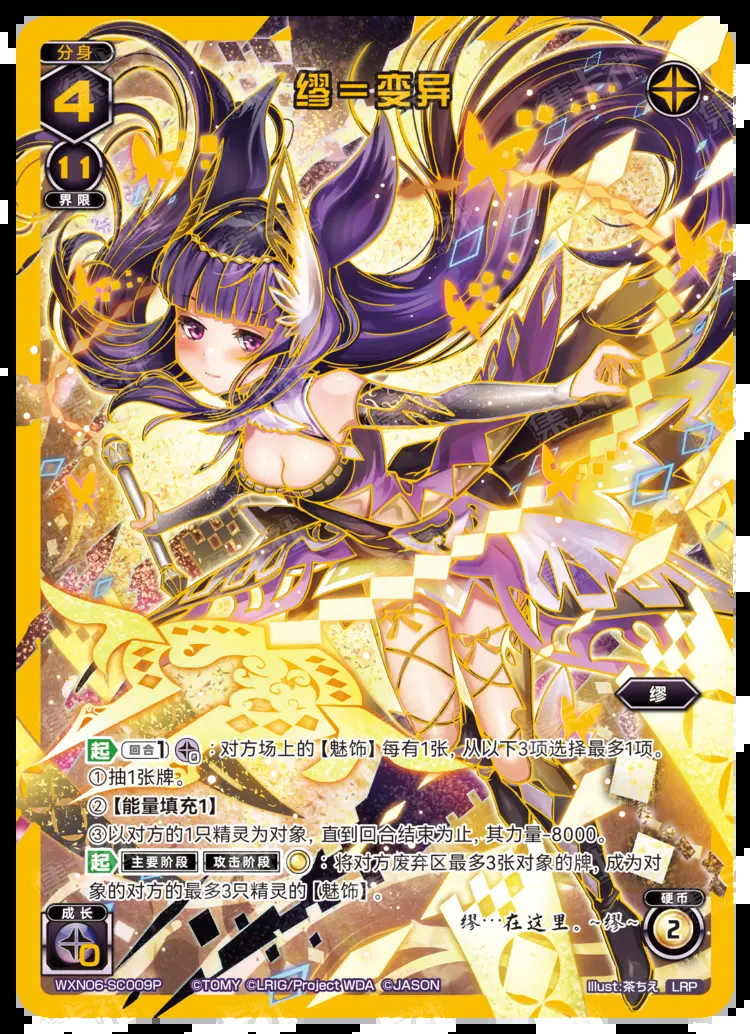 分身
4
缪=变异
11
界限
缪
起 回合1 0：对方场上的【魅饰】每有1张，从以下3项选择最多1项。
①抽1张牌。
②【能量填充1】
③以对方的1只精灵为对象，直到回合结束为止，其力量-8000。
起 主要阶段 攻击阶段 ：将对方废弃区最多3张对象的牌，成为对
象的对方的最多3只精灵的【魅饰】。
缪…在这里。~缪~
成长
0
硬币
2
WXN06-SC009P ©TOMY ©LRIG/Project WDA ©JASON Illust:茶ちえ LRP